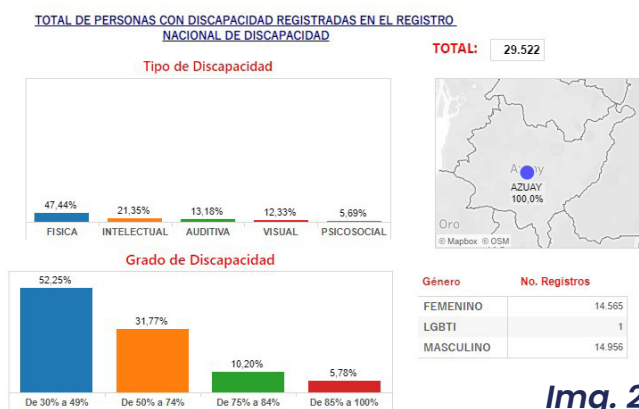 TOTAL DE PERSONAS CON DISCAPACIDAD REGISTRADAS EN EL REGISTRO
NACIONAL DE DISCAPACIDAD
TOTAL: 29.522
Tipo de Discapacidad
47,44% 21,35% 13,18% 12,33% 5,69%
FISICA INTELECTUAL AUDITIVA VISUAL PSICOSOCIAL
AZUAY
100,0%
Oro
© Mapbox © OSM
Grado de Discapacidad
52,25%
31,77%
10,20%
5,78%
De 30% a 49% De 50% a 74% De 75% a 84% De 85% a 100%
Género No. Registros
FEMENINO 14.565
LGBTI 1
MASCULINO 14.956
Img. 2